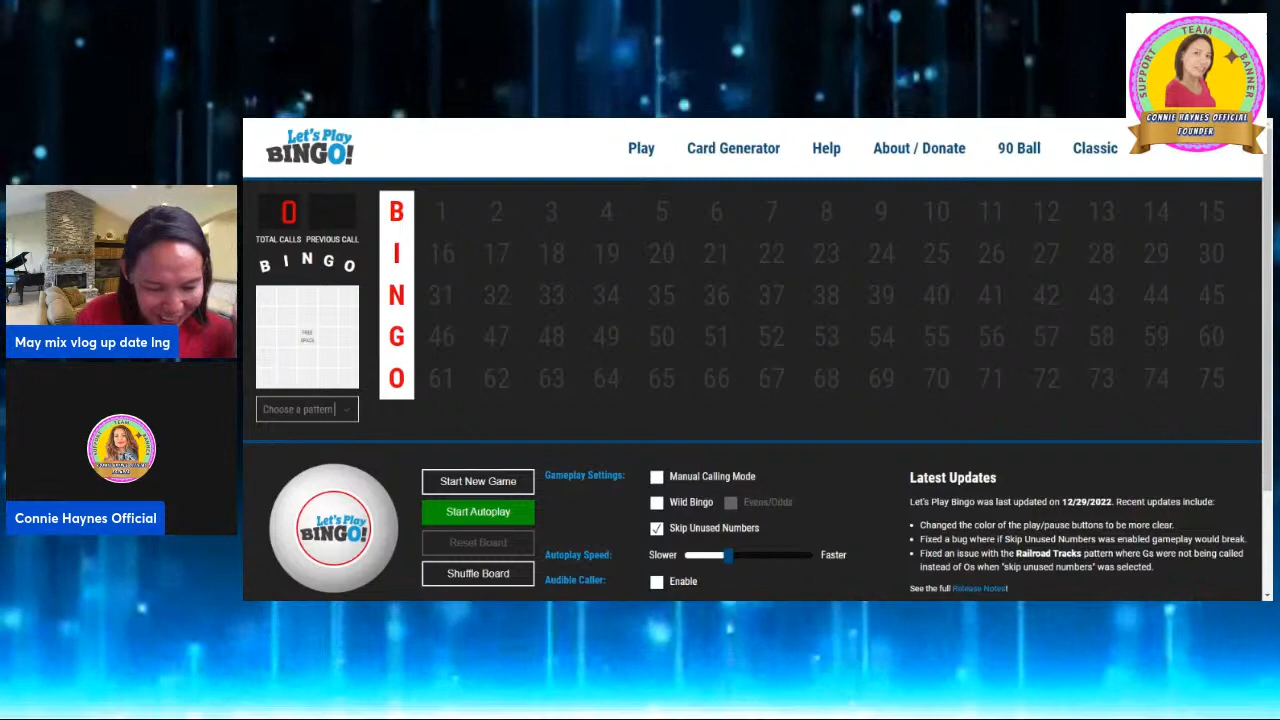 SUPPORT TEAM BANNER
CONNIE HAYNES OFFICIAL
FOUNDER
Let's Play
BINGO!
Play
Card Generator
Help
About / Donate
90 Ball
Classic
0
TOTAL CALLS
PREVIOUS CALL
B I N G O
FREE
SPACE
Choose a pattern
B 1 2 3 4 5 6 7 8 9 10 11 12 13 14 15
I 16 17 18 19 20 21 22 23 24 25 26 27 28 29 30
N 31 32 33 34 35 36 37 38 39 40 41 42 43 44 45
G 46 47 48 49 50 51 52 53 54 55 56 57 58 59 60
O 61 62 63 64 65 66 67 68 69 70 71 72 73 74 75
May mix vlog up date lng
Connie Haynes Official
Let's Play
BINGO!
Start New Game
Start Autoplay
Reset Board
Shuffle Board
Gameplay Settings:
Manual Calling Mode
Wild Bingo
Evens/Odds
Skip Unused Numbers
Autoplay Speed:
Slower
Faster
Audible Caller:
Enable
Latest Updates
Let's Play Bingo was last updated on 12/29/2022. Recent updates include:
Changed the color of the play/pause buttons to be more clear.
Fixed a bug where if Skip Unused Numbers was enabled gameplay would break.
Fixed an issue with the Railroad Tracks pattern where Gs were not being called
instead of Os when "skip unused numbers" was selected.
See the full Release Notes!